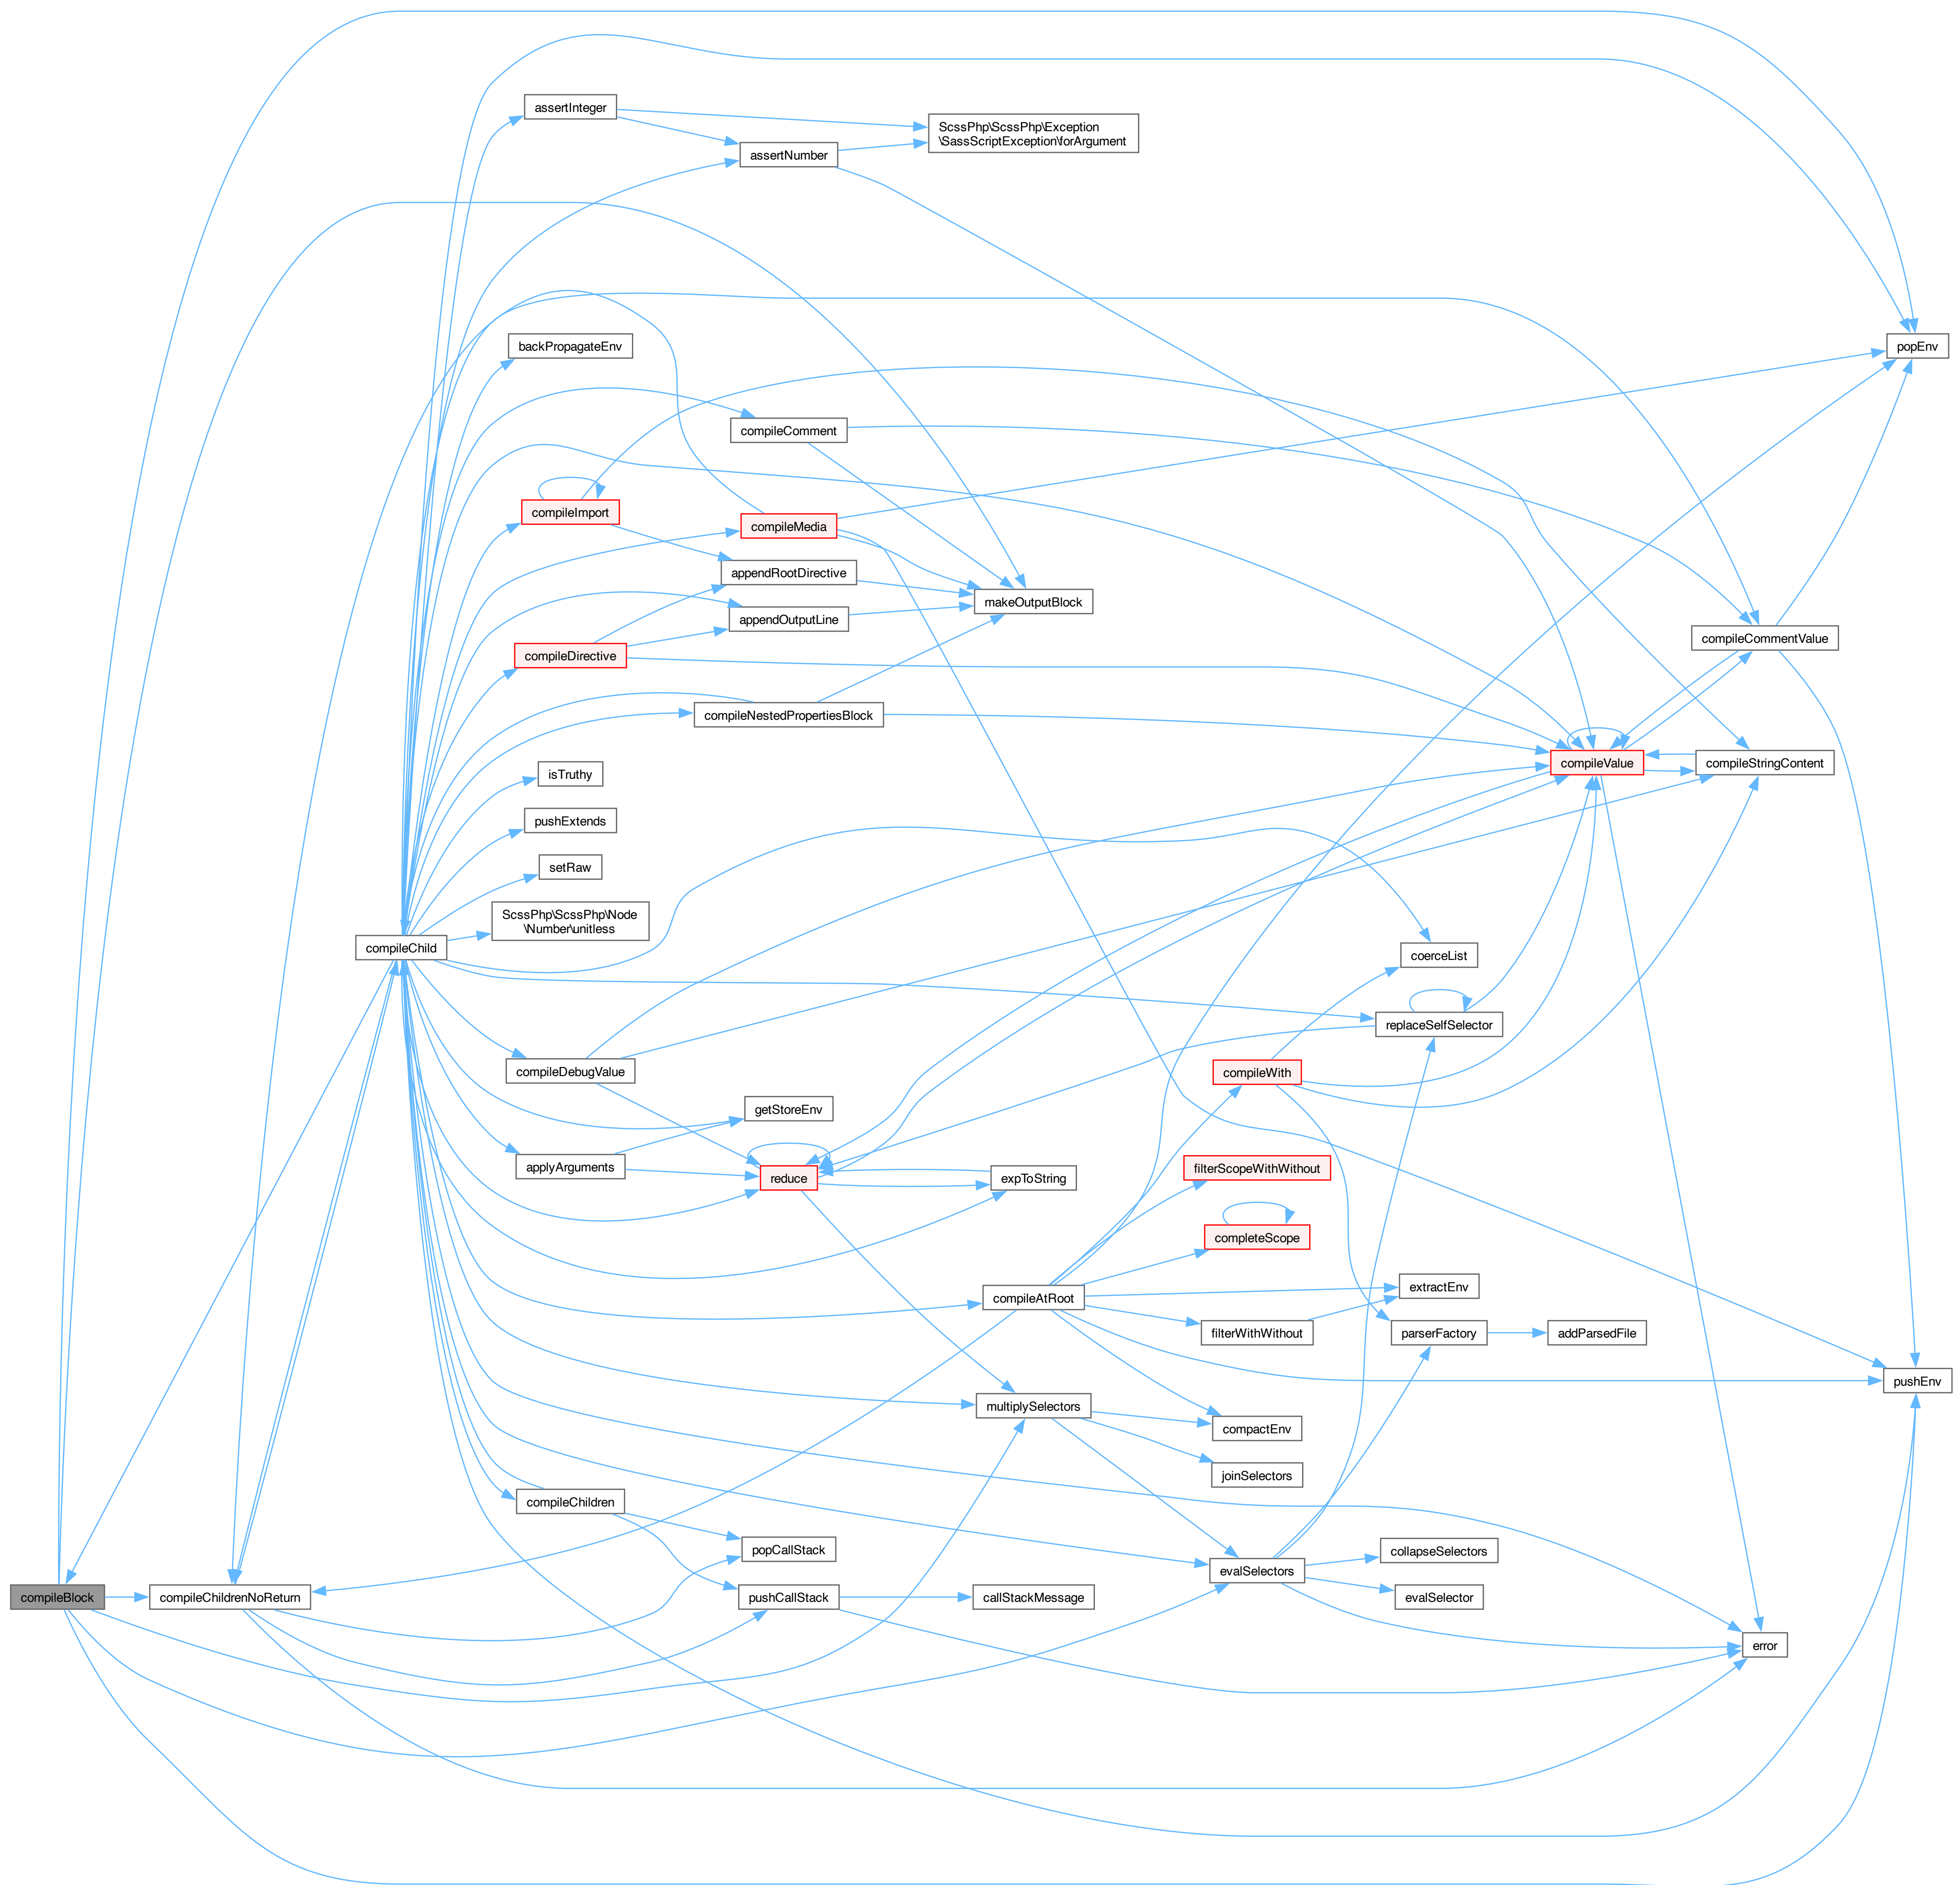 assertInteger
ScssPhp\ScssPhp\Exception
\SassScriptException\forArgument
assertNumber
backPropagateEnv
popEnv
compileComment
compileImport
compileMedia
appendRootDirective
makeOutputBlock
appendOutputLine
compileCommentValue
compileDirective
compileNestedPropertiesBlock
compileValue
compileStringContent
isTruthy
pushExtends
setRaw
ScssPhp\ScssPhp\Node
\Number\unitless
compileChild
coerceList
replaceSelfSelector
compileDebugValue
compileWith
getStoreEnv
applyArguments
filterScopeWithWithout
reduce
expToString
completeScope
compileAtRoot
extractEnv
filterWithWithout
parserFactory
addParsedFile
pushEnv
multiplySelectors
compactEnv
joinSelectors
compileChildren
popCallStack
collapseSelectors
evalSelectors
compileBlock
compileChildrenNoReturn
pushCallStack
callStackMessage
evalSelector
error